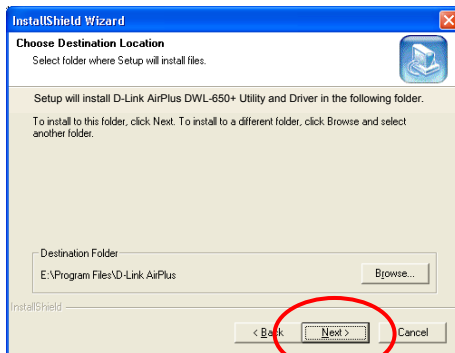 InstallShield Wizard
Choose Destination Location
Select folder where Setup will install files.
Setup will install D-Link AirPlus DWL-650+ Utility and Driver in the following folder.
To install to this folder, click Next. To install to a different folder, click Browse and select
another folder.
Destination Folder
E:\Program Files\D-Link AirPlus
Browse...
InstallShield
< Back
Next >
Cancel